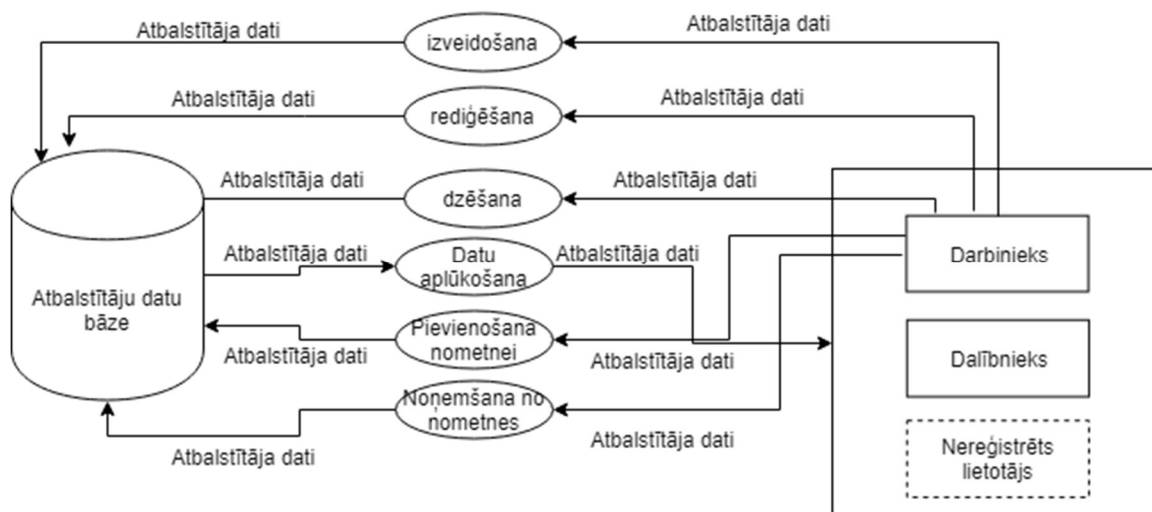 Atbalstītāja dati
izveidošana
Atbalstītāja dati
Atbalstītāja dati
rediģēšana
Atbalstītāja dati
Atbalstītāja dati
dzēšana
Atbalstītāja dati
Atbalstītāja dati
Datu
aplūkošana
Atbalstītāja dati
Darbinieks
Atbalstītāju datu
bāze
Pievienošana
nometnei
Atbalstītāja dati
Atbalstītāja dati
Dalībnieks
Noņemšana no
ņometnes
Atbalstītāja dati
Atbalstītāja dati
Nereģistrēts
lietotājs